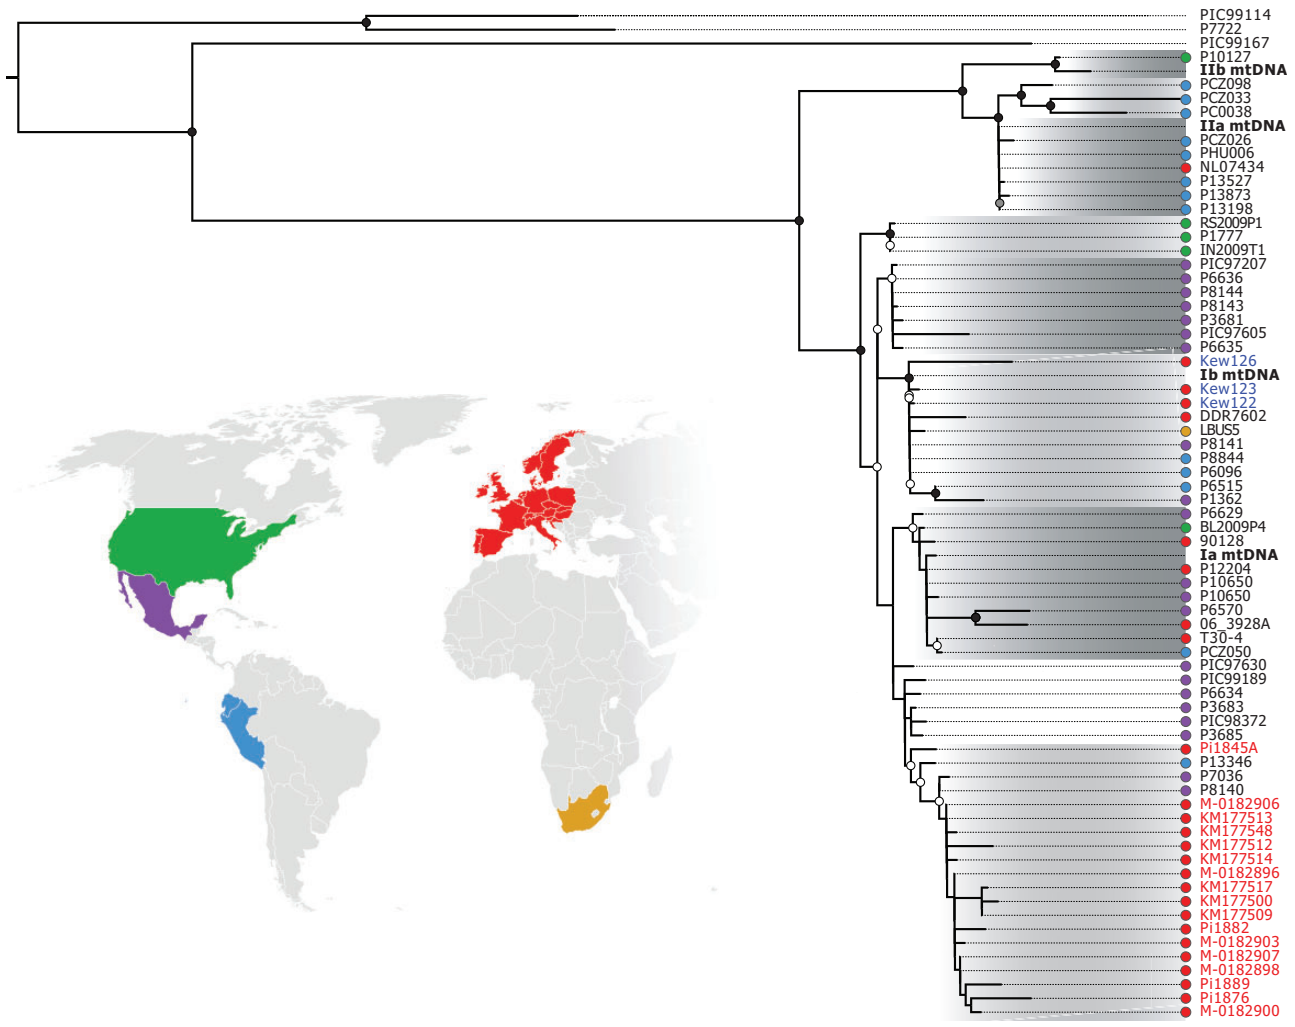 PIC99114
P7722
PIC99167
P10127
IIb mtDNA
PCZ098
PCZ033
PC0038
IIa mtDNA
PCZ026
PHU006
NL07434
P13527
P13873
P13198
RS2009P1
P1777
IN2009T1
PIC97207
P6636
P8144
P8143
P3681
PIC97605
P6635
Kew126
Ib mtDNA
Kew123
Kew122
DDR7602
LBUS5
P8141
P8844
P6096
P6515
P1362
P6629
BL2009P4
90128
Ia mtDNA
P12204
P10650
P10650
P6570
06_3928A
T30-4
PCZ050
PIC97630
PIC99189
P6634
P3683
PIC98372
P3685
Pi1845A
P13346
P7036
P8140
M-0182906
KM177513
KM177548
KM177512
KM177514
M-0182896
KM177517
KM177500
KM177509
Pi1882
M-0182903
M-0182907
M-0182898
Pi1889
Pi1876
M-0182900